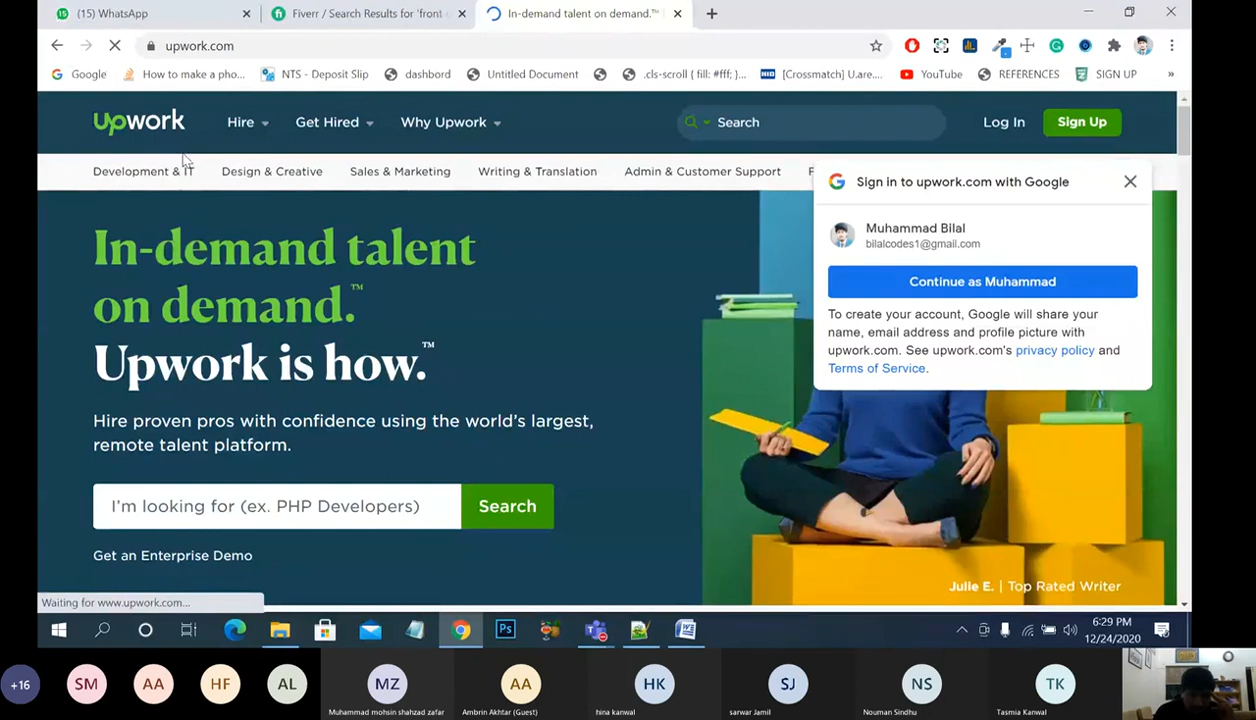 (15) WhatsApp
Fiverr / Search Results for 'front
In-demand talent on demand.™
upwork.com
Google
How to make a pho...
NTS - Deposit Slip
dashbord
Untitled Document
.cls-scroll { fill: #fff; }...
[Crossmatch] U.are....
YouTube
REFERENCES
SIGN UP
»
upwork
Hire
Get Hired
Why Upwork
Search
Log In
Sign Up
Development & IT
Design & Creative
Sales & Marketing
Writing & Translation
Admin & Customer Support
Sign in to upwork.com with Google
Muhammad Bilal
bilalcodes1@gmail.com
Continue as Muhammad
To create your account, Google will share your
name, email address and profile picture with
upwork.com. See upwork.com's privacy policy and
Terms of Service.
In-demand talent
on demand.™
Upwork is how.™
Hire proven pros with confidence using the world's largest,
remote talent platform.
I'm looking for (ex. PHP Developers)
Search
Get an Enterprise Demo
Julie E. | Top Rated Writer
Waiting for www.upwork.com...
Ps
6:29 PM
12/24/2020
+16
SM
AA
HF
AL
MZ
Muhammad mohsin shahzad zafar
AA
Ambrin Akhtar (Guest)
HK
hina kanwal
SJ
sarwar Jamil
NS
Nouman Sindhu
TK
Tasmia Kanwal